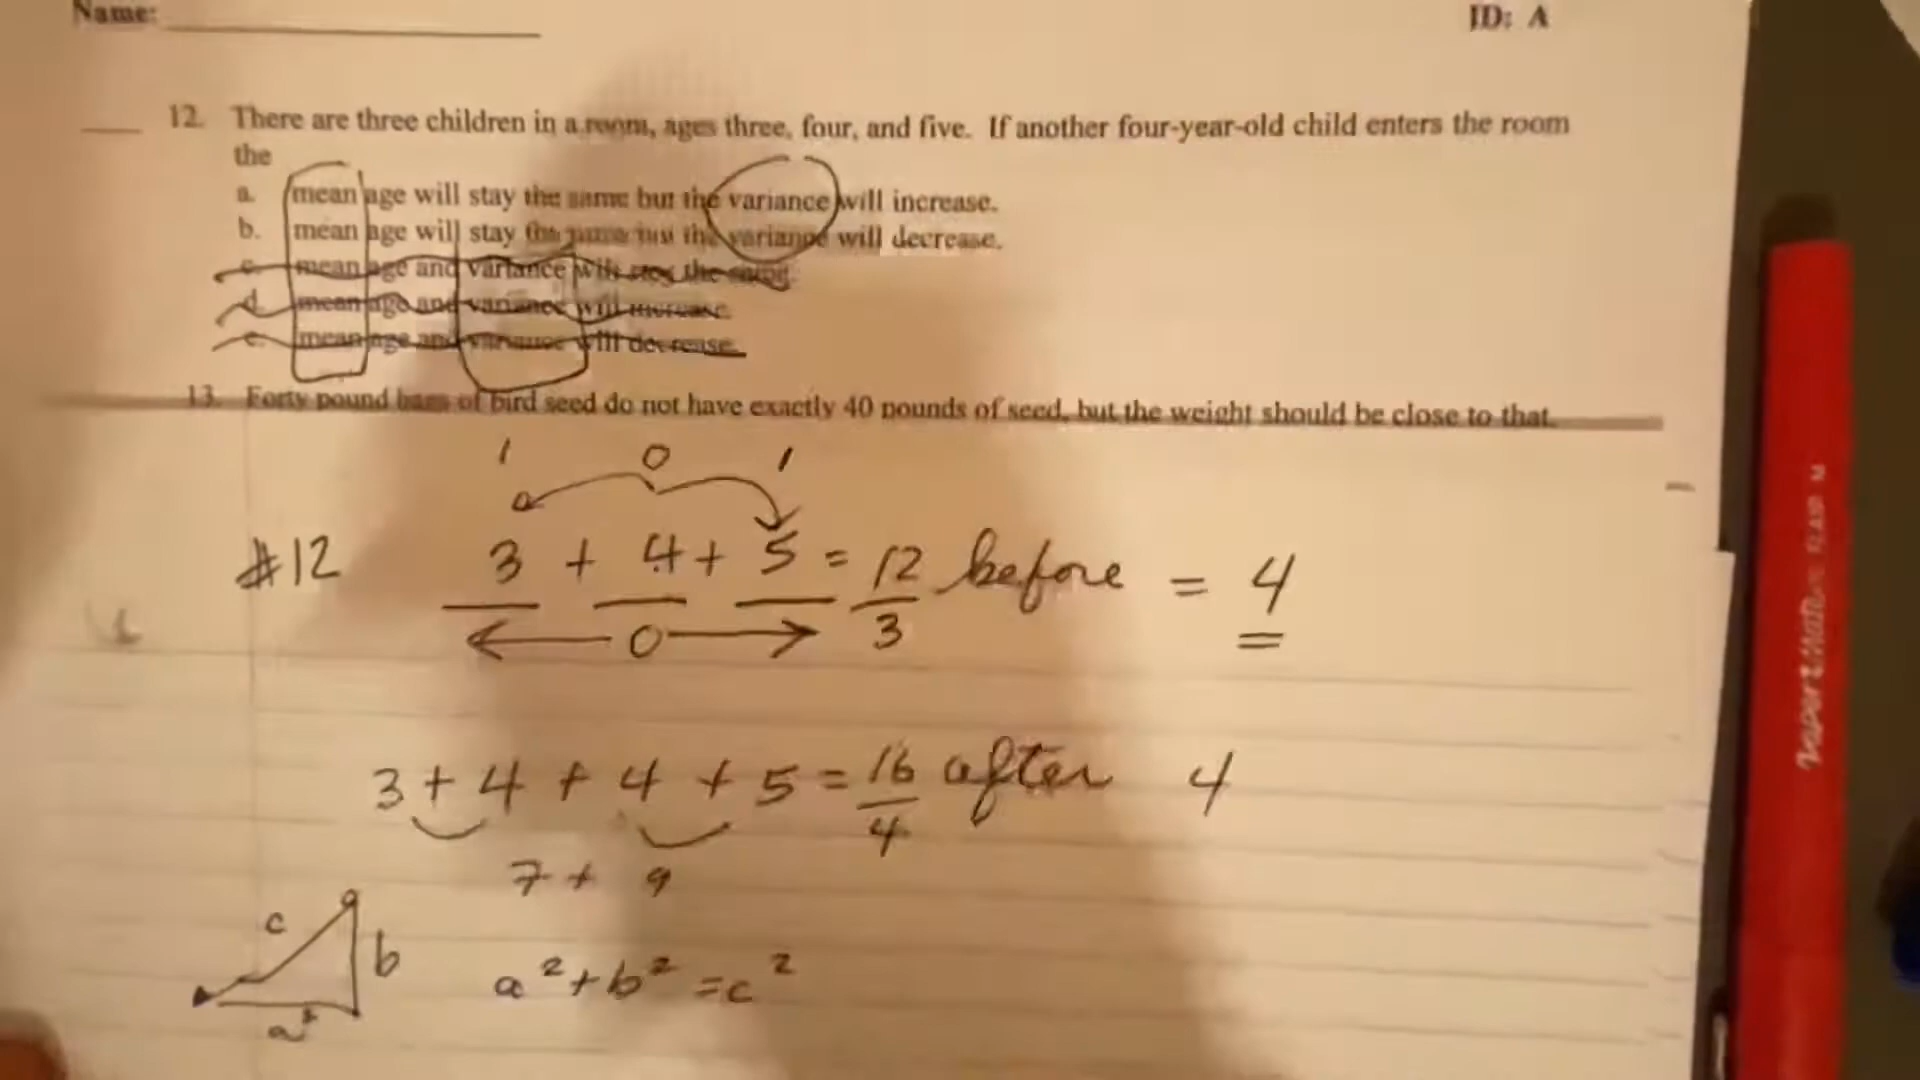 Name:
ID: A
12. There are three children in a room, ages three, four, and five. If another four-year-old child enters the room
the
a. mean age will stay the same but the variance will increase.
b. mean age will stay the same but the variance will decrease.
c. mean age and variance will stay the same.
d. mean age and variance will increase.
e. mean age and variance will decrease.
13. Forty pound bags of bird seed do not have exactly 40 pounds of seed, but the weight should be close to that.
1 0 1
#12 3 + 4 + 5 = 12 before = 4
0 3
3 + 4 + 4 + 5 = 16 after 4
4
7 + 9
c
b a² + b² = c²
a